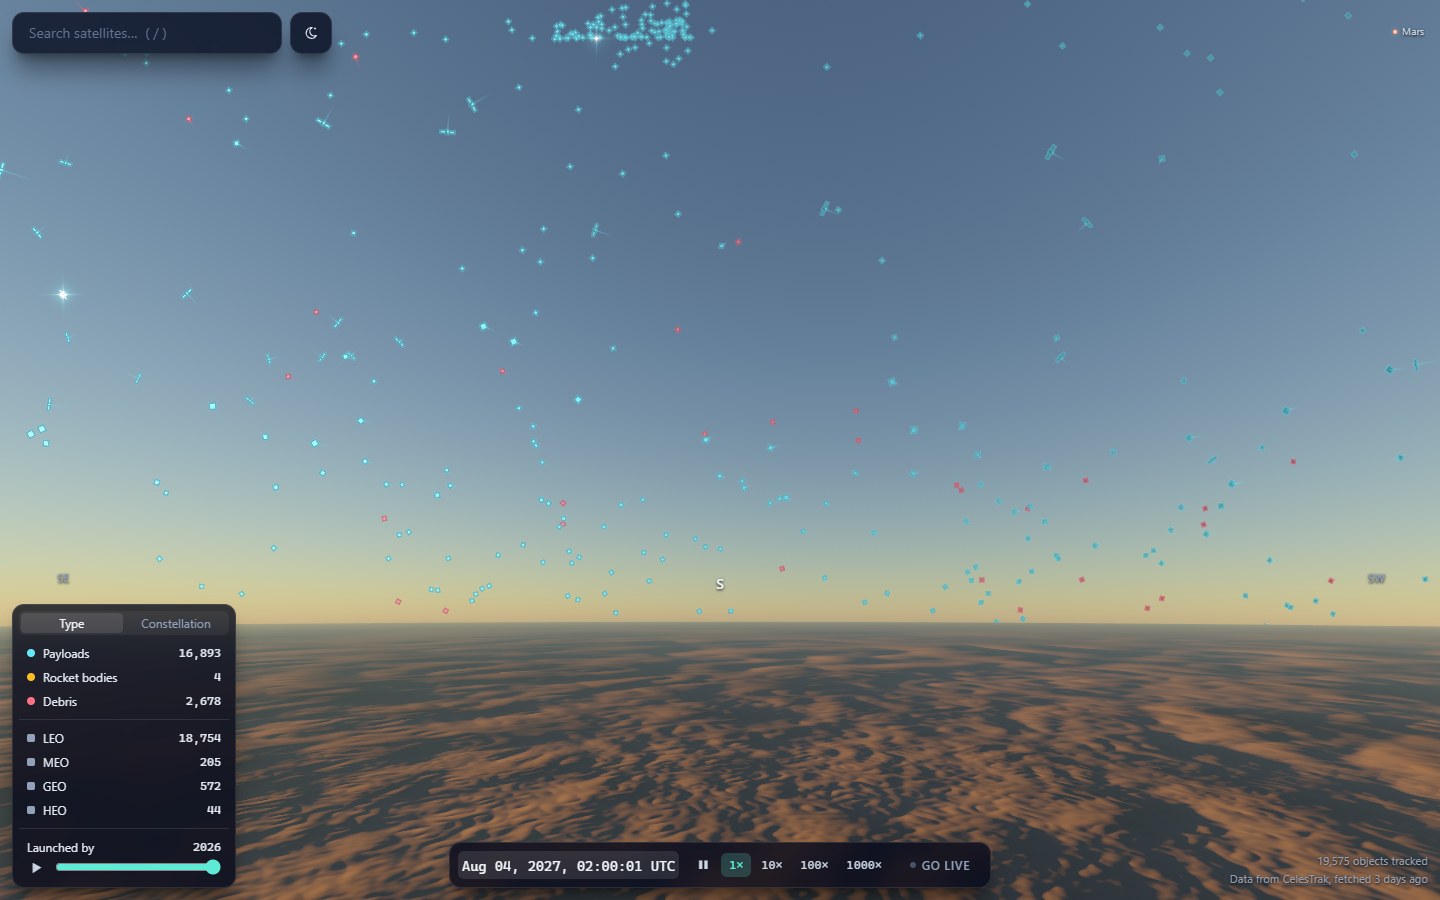 Search satellites... (/)
Mars
SE
S
SW
Type Constellation
Payloads 16,893
Rocket bodies 4
Debris 2,678
LEO 18,754
MEO 205
GEO 572
HEO 44
Launched by 2026
Aug 04, 2027, 02:00:01 UTC 1× 10× 100× 1000× GO LIVE
19,575 objects tracked
Data from CelesTrak, fetched 3 days ago